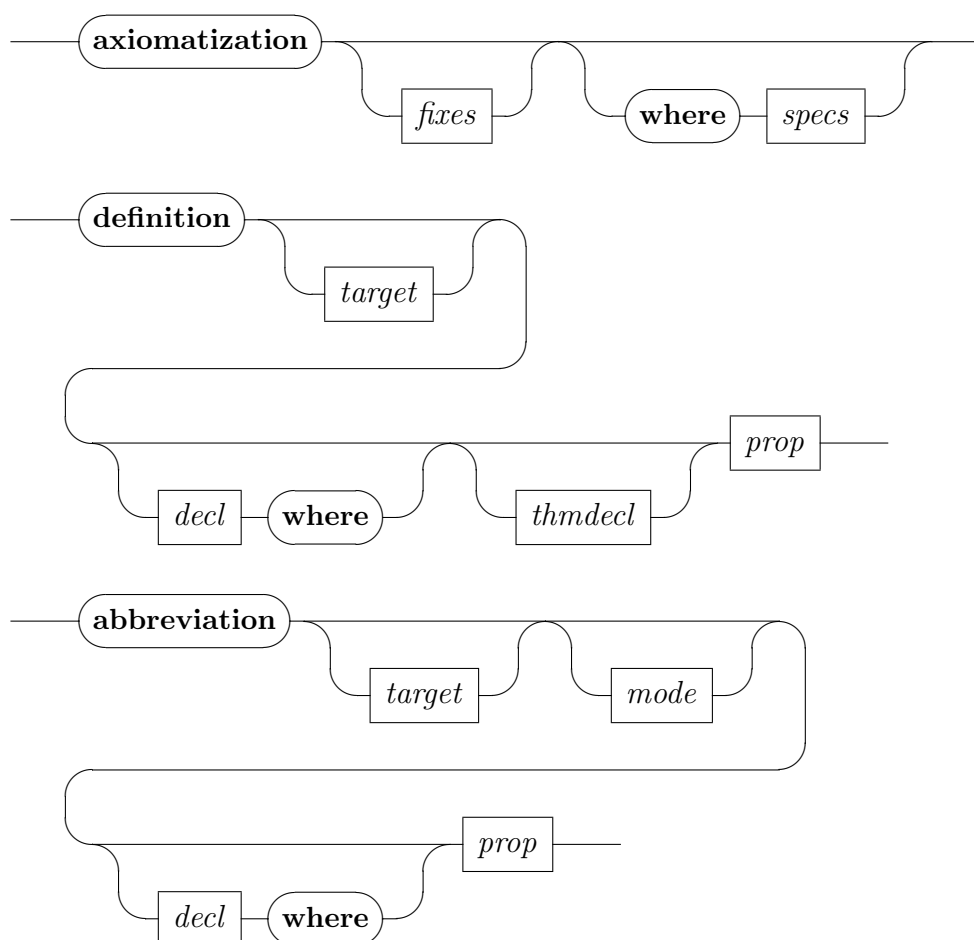 axiomatization
fixes where specs
definition
target
prop
decl where thmdecl
abbreviation
target mode
prop
decl where